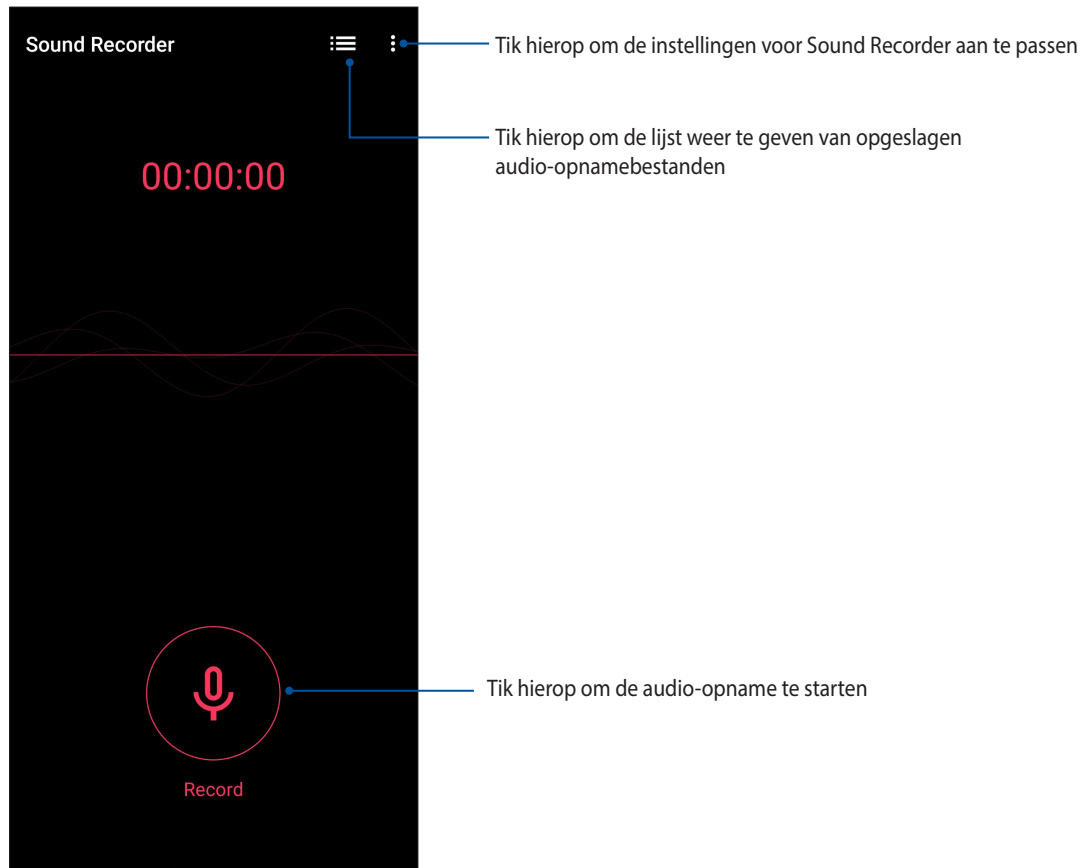 Sound Recorder
Tik hierop om de instellingen voor Sound Recorder aan te passen
Tik hierop om de lijst weer te geven van opgeslagen
audio-opnamebestanden
00:00:00
Tik hierop om de audio-opname te starten
Record